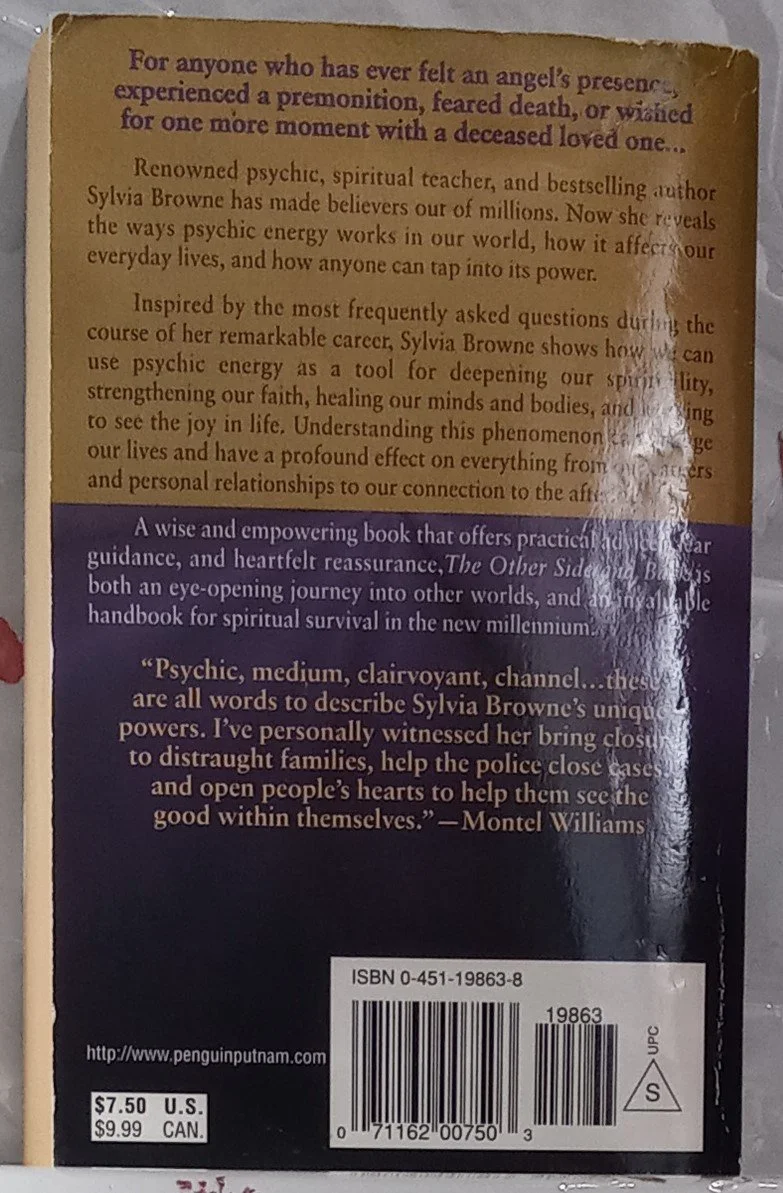 For anyone who has ever felt an angel's presence,
experienced a premonition, feared death, or wished
for one more moment with a deceased loved one...
Renowned psychic, spiritual teacher, and bestselling author
Sylvia Browne has made believers out of millions. Now she reveals
the ways psychic energy works in our world, how it affects our
everyday lives, and how anyone can tap into its power.
Inspired by the most frequently asked questions during the
course of her remarkable career, Sylvia Browne shows how we can
use psychic energy as a tool for deepening our spirituality,
strengthening our faith, healing our minds and bodies, and
to see the joy in life. Understanding this phenomenon
our lives and have a profound effect on everything from
and personal relationships to our connection to the
A wise and empowering book that offers practical
guidance, and heartfelt reassurance, The Other Side and Back is
both an eye-opening journey into other worlds, and an invaluable
handbook for spiritual survival in the new millennium.
"Psychic, medium, clairvoyant, channel...these
are all words to describe Sylvia Browne's unique
powers. I've personally witnessed her bring closure
to distraught families, help the police close cases,
and open people's hearts to help them see the
good within themselves."—Montel Williams
ISBN 0-451-19863-8
19863
UPC
S
http://www.penguinputnam.com
$7.50 U.S.
$9.99 CAN.
0 71162 00750 3